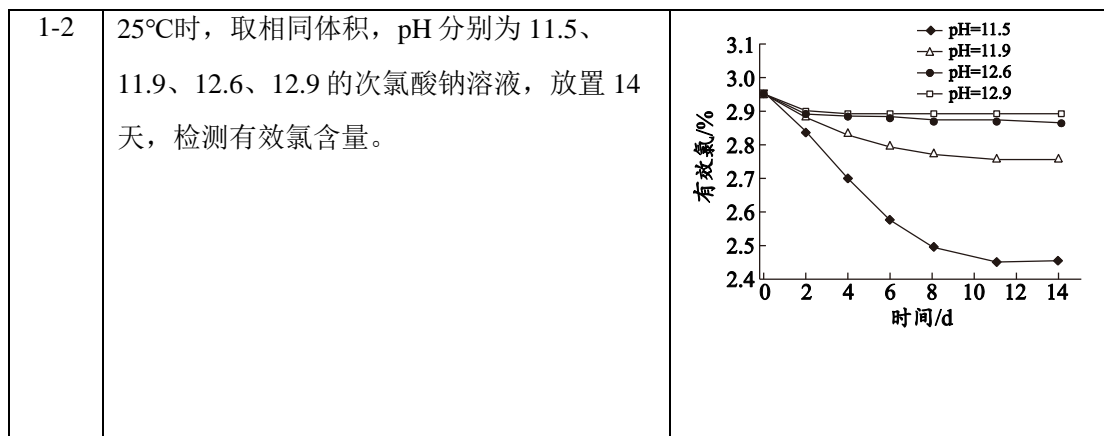 1-2
25℃时，取相同体积，pH 分别为 11.5、
11.9、12.6、12.9 的次氯酸钠溶液，放置 14
天，检测有效氯含量。
pH=11.5
pH=11.9
pH=12.6
pH=12.9
3.1
3.0
2.9
2.8
2.7
2.6
2.5
2.4
有效氯/%
0 2 4 6 8 10 12 14
时间/d